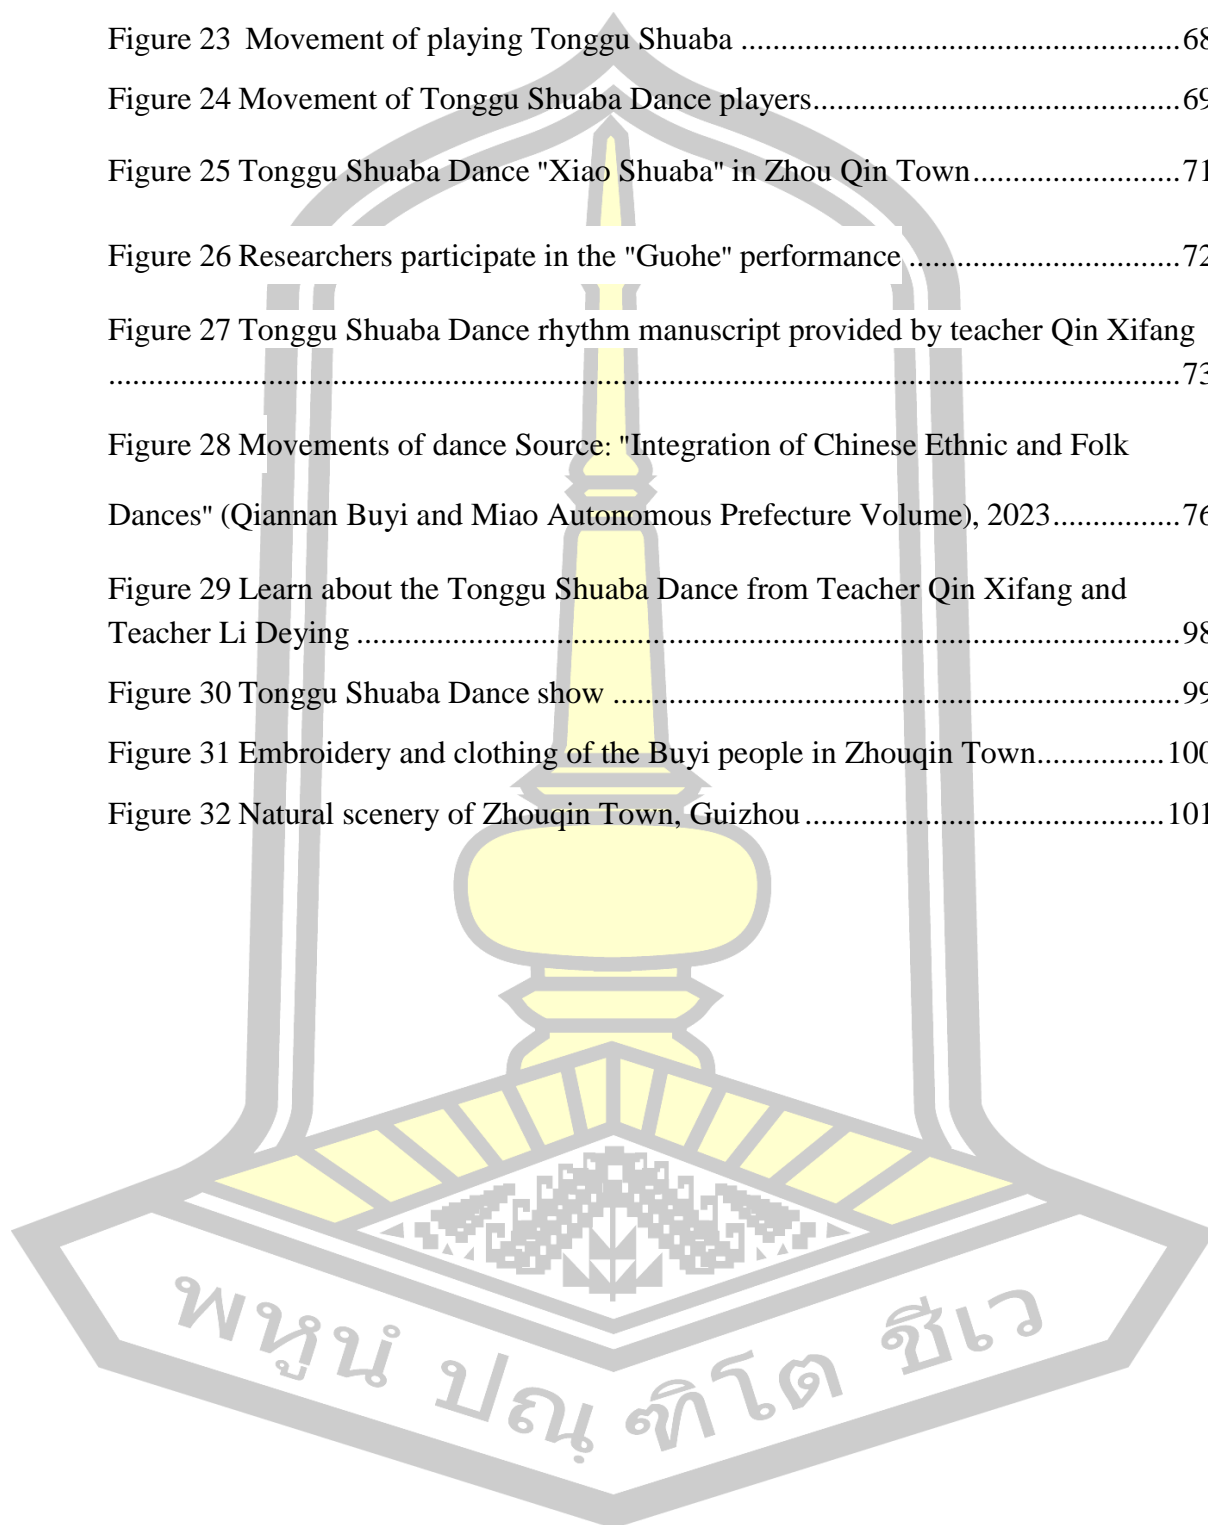 Figure 23  Movement of playing Tonggu Shuaba ........................................................68
Figure 24 Movement of Tonggu Shuaba Dance players...............................................69
Figure 25 Tonggu Shuaba Dance "Xiao Shuaba" in Zhou Qin Town..........................71
Figure 26 Researchers participate in the "Guohe" performance ..................................72
Figure 27 Tonggu Shuaba Dance rhythm manuscript provided by teacher Qin Xifang
.......................................................................................................................................73
Figure 28 Movements of dance Source: "Integration of Chinese Ethnic and Folk
Dances" (Qiannan Buyi and Miao Autonomous Prefecture Volume), 2023................76
Figure 29 Learn about the Tonggu Shuaba Dance from Teacher Qin Xifang and
Teacher Li Deying ........................................................................................................98
Figure 30 Tonggu Shuaba Dance show ........................................................................99
Figure 31 Embroidery and clothing of the Buyi people in Zhouqin Town................100
Figure 32 Natural scenery of Zhouqin Town, Guizhou .............................................101
พหูนํ ปณฺฑิโต ชีเว